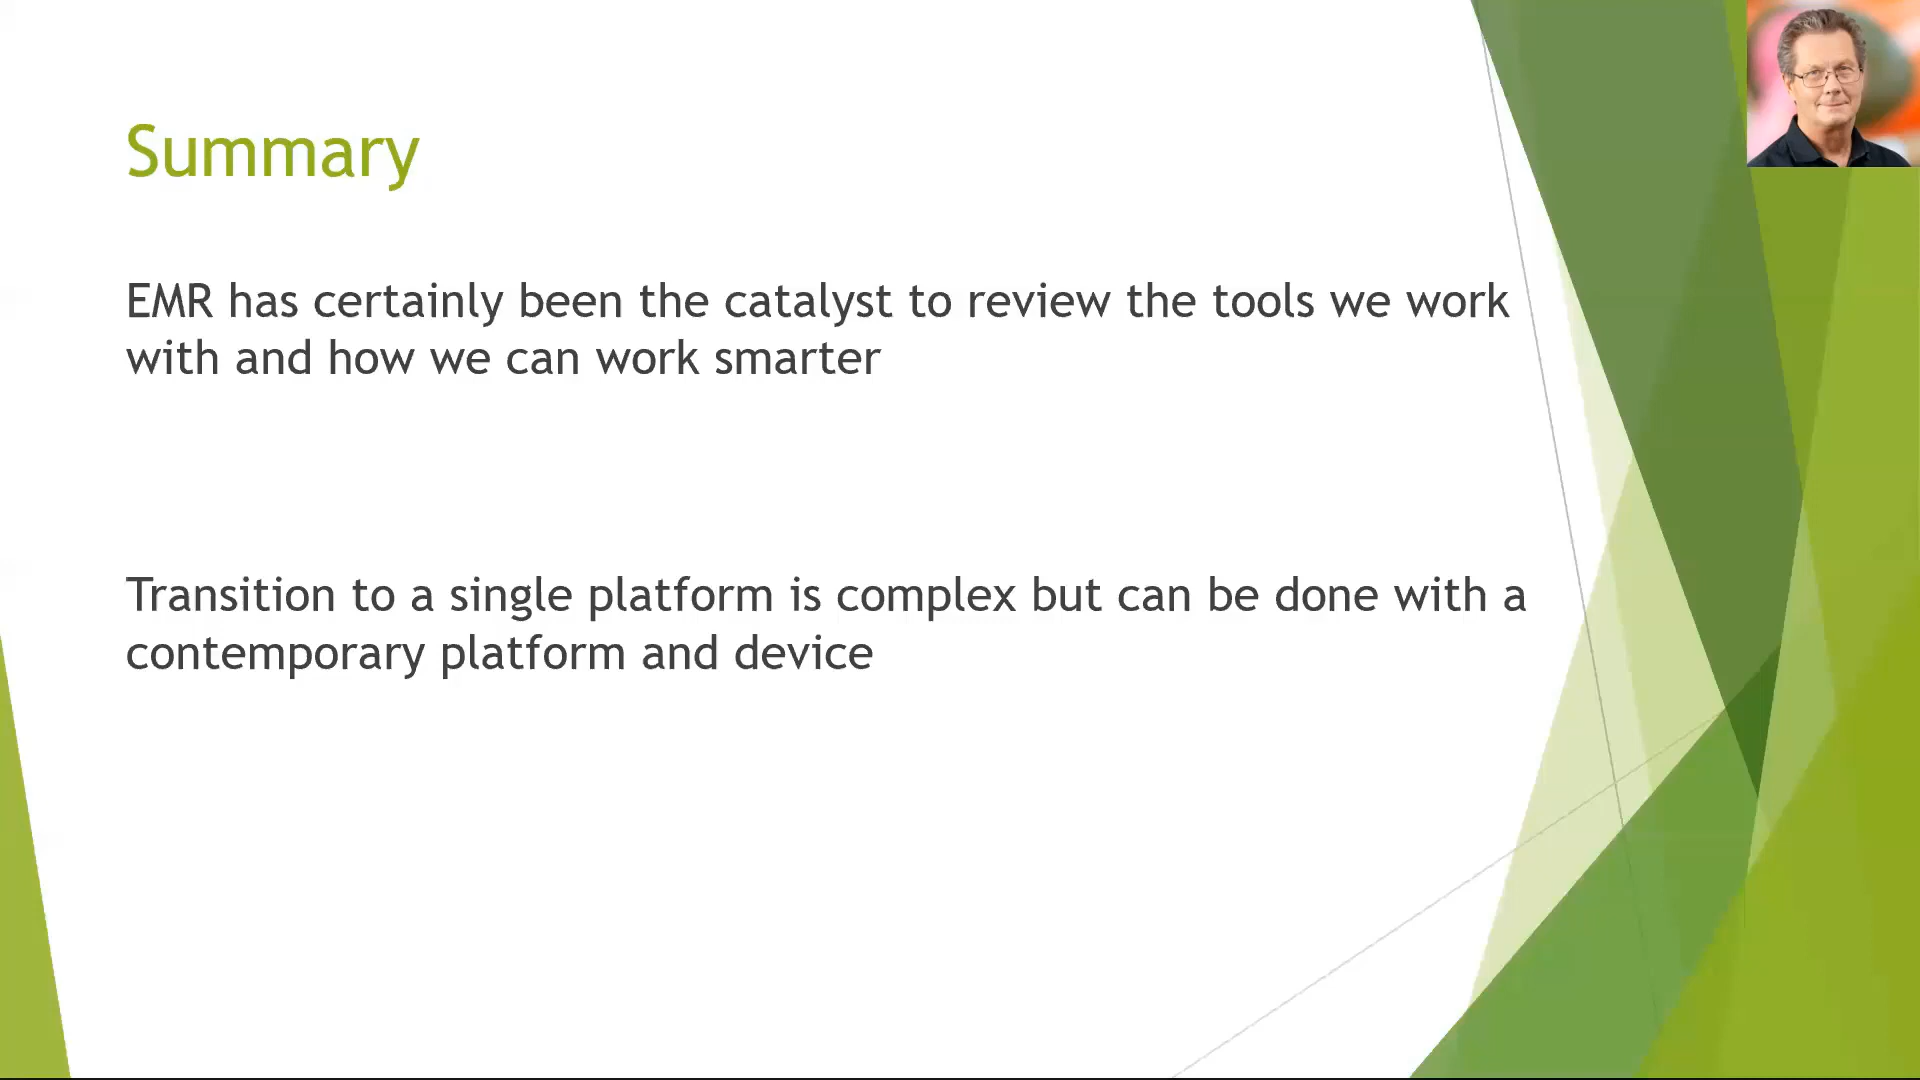 Summary
EMR has certainly been the catalyst to review the tools we work
with and how we can work smarter
Transition to a single platform is complex but can be done with a
contemporary platform and device